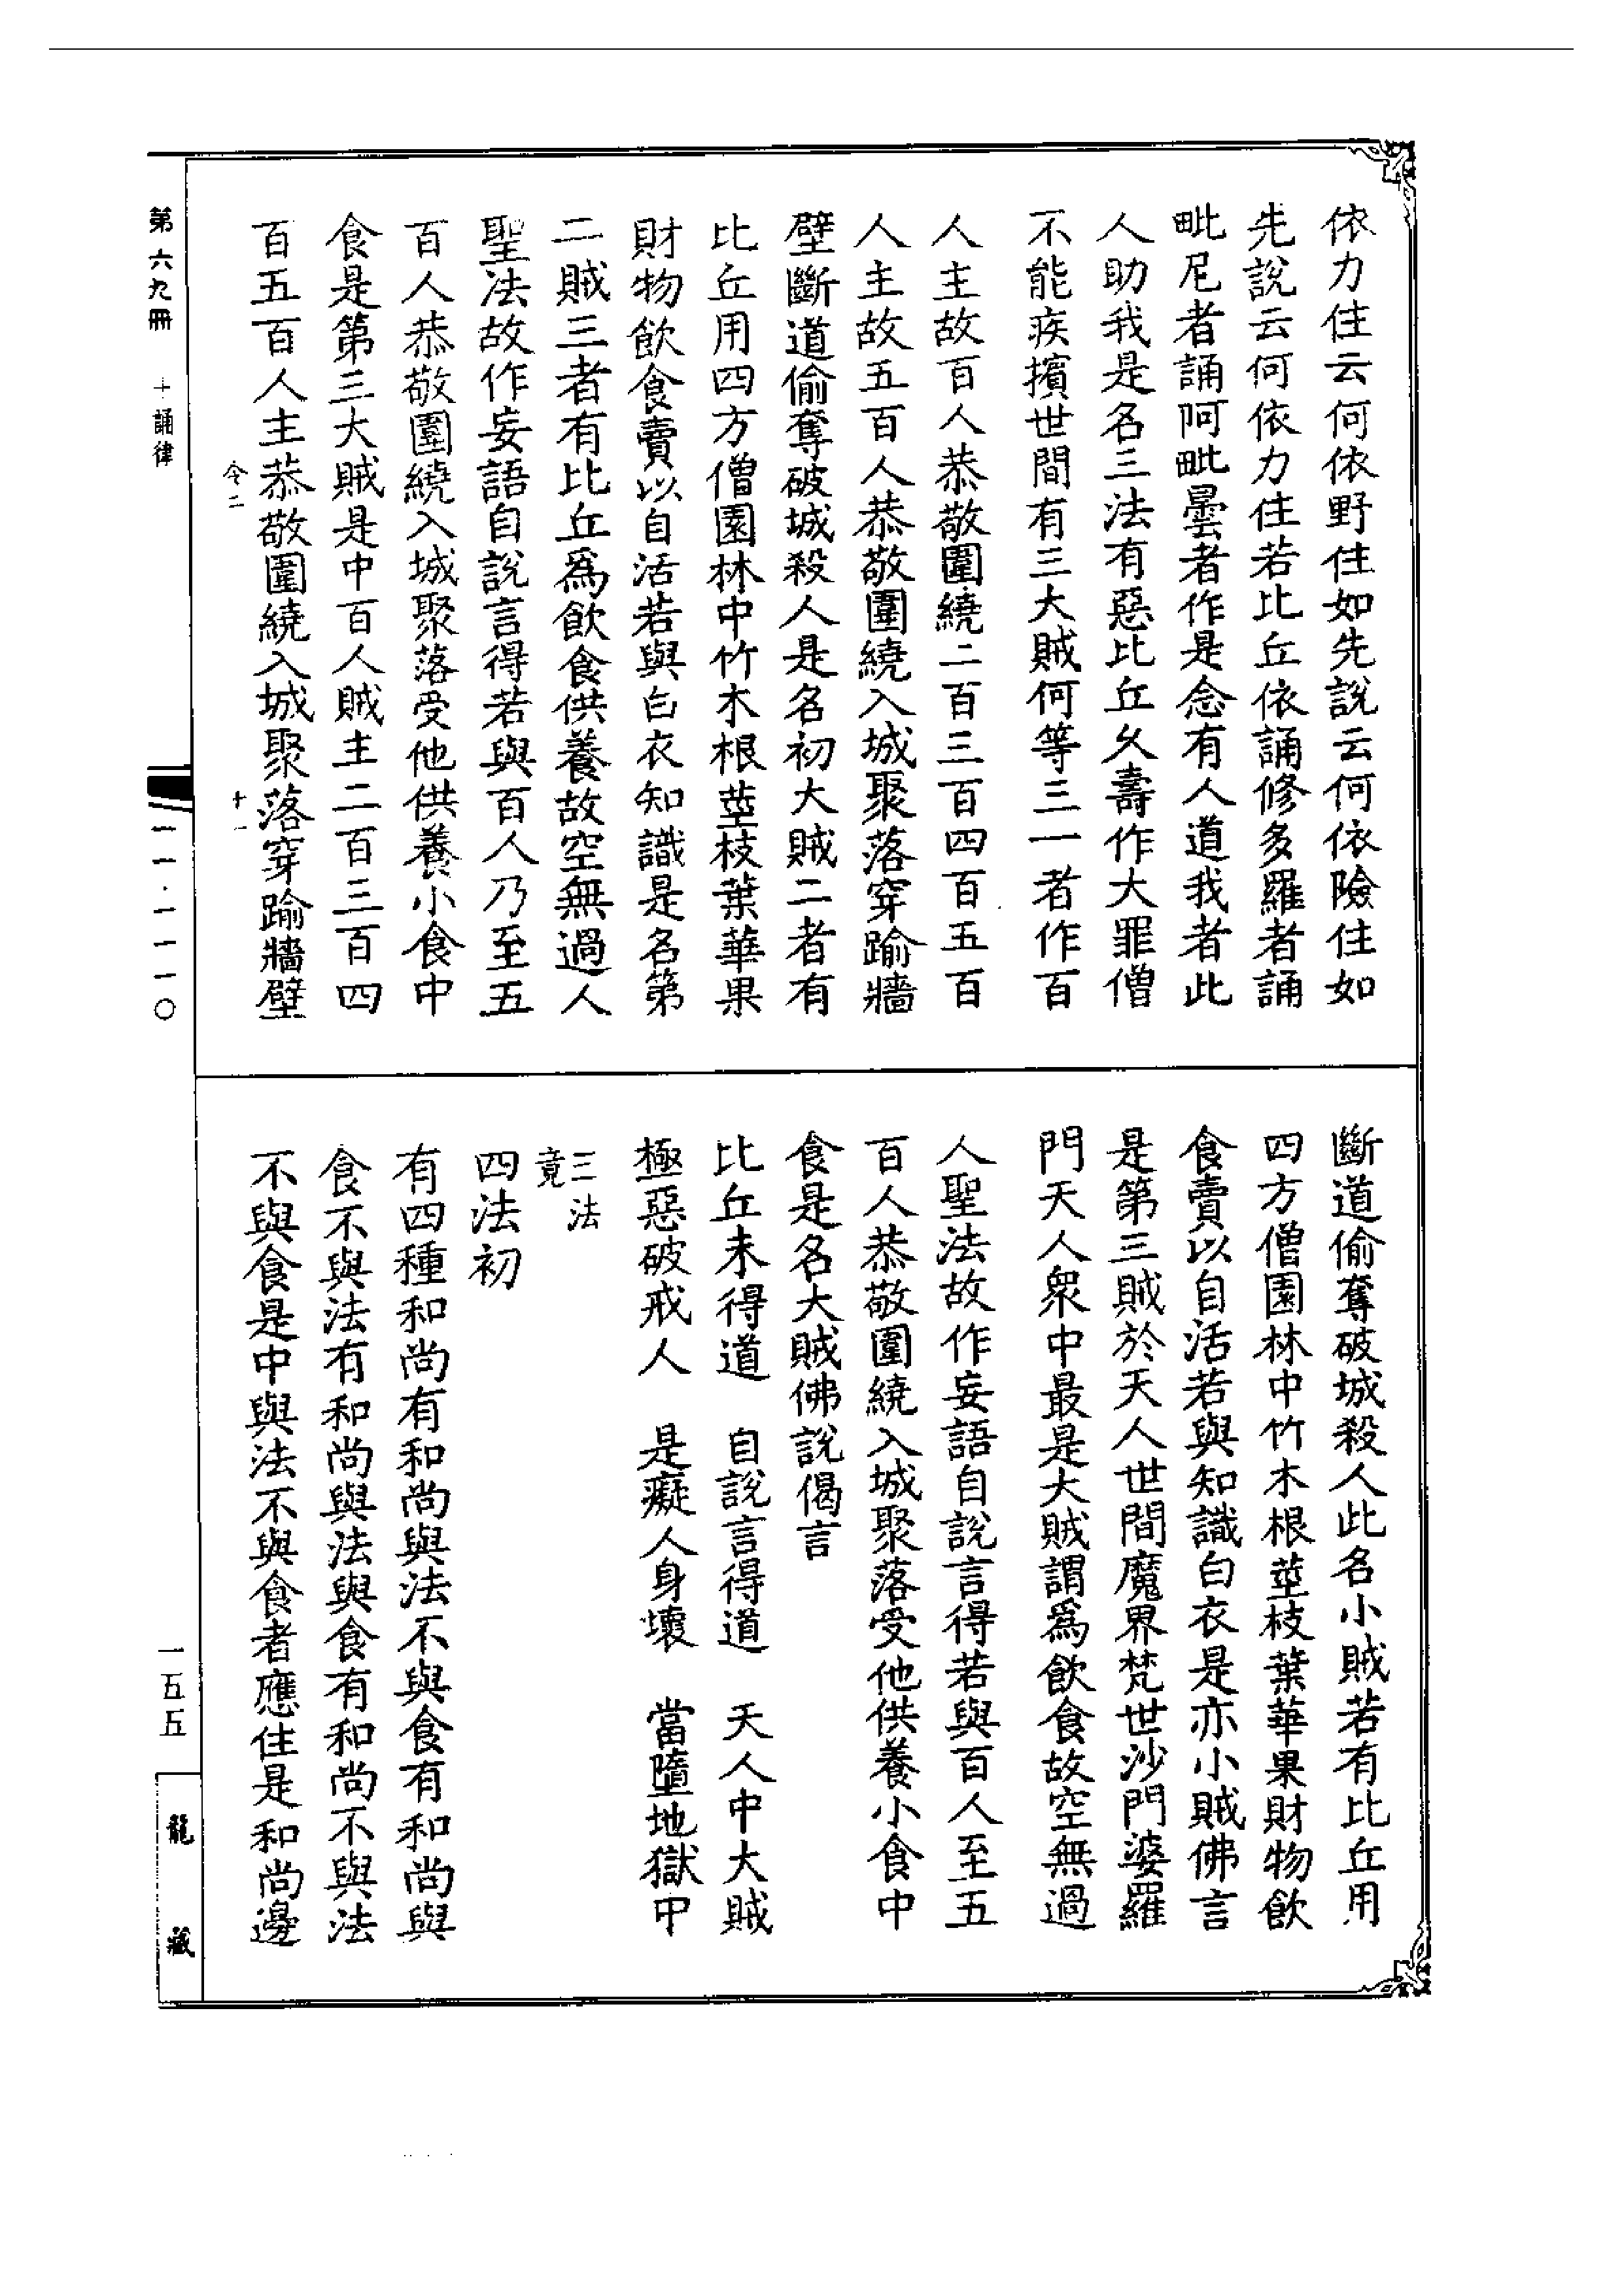 依力住云何依野住如先說云何依險住如
先說云何依力住若比丘依誦修多羅者誦
毗尼者誦阿毗曇者作是念有人道我者此
人助我是名三法有惡比丘久壽作大罪僧
不能疾擯世間有三大賊何等三一者作百
人主故百人恭敬圍繞二百三百四百五百
人主故五百人恭敬圍繞入城聚落穿踰牆
壁斷道偷奪破城殺人是名初大賊二者有
比丘用四方僧園林中竹木根莖枝葉華果
財物飲食賣以自活若與白衣知識是名第
二賊三者有比丘爲飲食供養故空無過人
聖法故作妄語自說言得若與百人乃至五
百人恭敬圍繞入城聚落受他供養小食中
食是第三大賊是中百人賊主二百三百四
百五百人主恭敬圍繞入城聚落穿踰牆壁
斷道偷奪破城殺人此名小賊若有比丘用
四方僧園林中竹木根莖枝葉華果財物飲
食賣以自活若與知識白衣是亦小賊佛言
是第三賊於天人世間魔界梵世沙門婆羅
門天人衆中最是大賊謂爲飲食故空無過
人聖法故作妄語自說言得若與百人至五
百人恭敬圍繞入城聚落受他供養小食中
食是名大賊佛說偈言
比丘未得道　自說言得道　天人中大賊
極惡破戒人　是癡人身壞　當墮地獄中
三法
竟
四法初
有四種和尚有和尚與法不與食有和尚與
食不與法有和尚與法與食有和尚不與法
不與食是中與法不與食者應住是和尚邊
令二　十一
第六九冊　十誦律
一一·一一一〇
一五五
龍藏